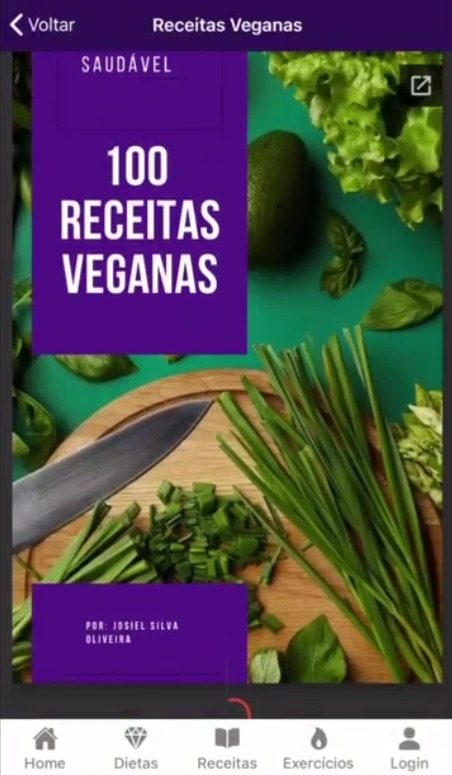 Voltar
Receitas Veganas
SAUDÁVEL
100
RECEITAS
VEGANAS
POR: JOSIEL SILVA
OLIVEIRA
Home
Dietas
Receitas
Exercícios
Login